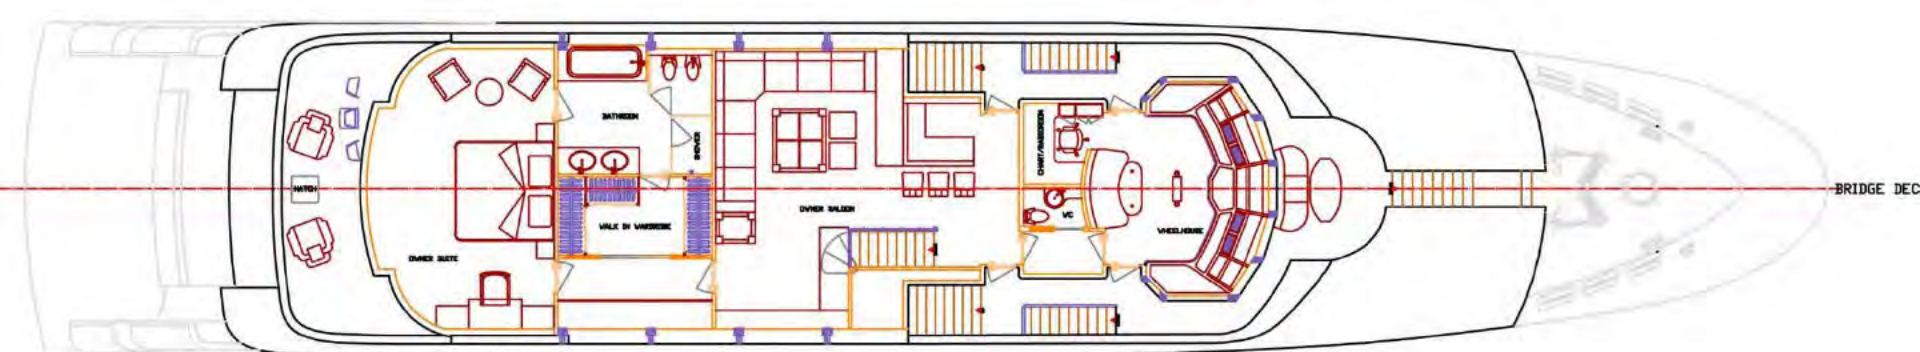 BATHROOM
SHOWER
CHART/RADIOROOM
HATCH
BRIDGE DEC
OWNER SALOON
WC
WALK IN WARDROBE
WHEELHOUSE
OWNER SUITE